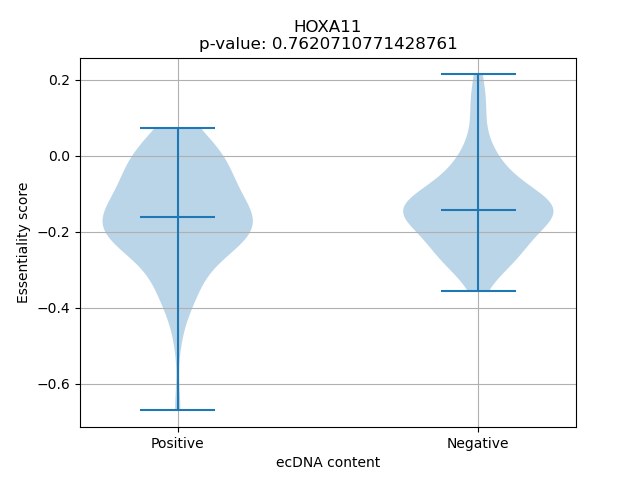 HOXA11
p-value: 0.7620710771428761
0.2
0.0
−0.2
−0.4
−0.6
Essentiality score
Positive
Negative
ecDNA content